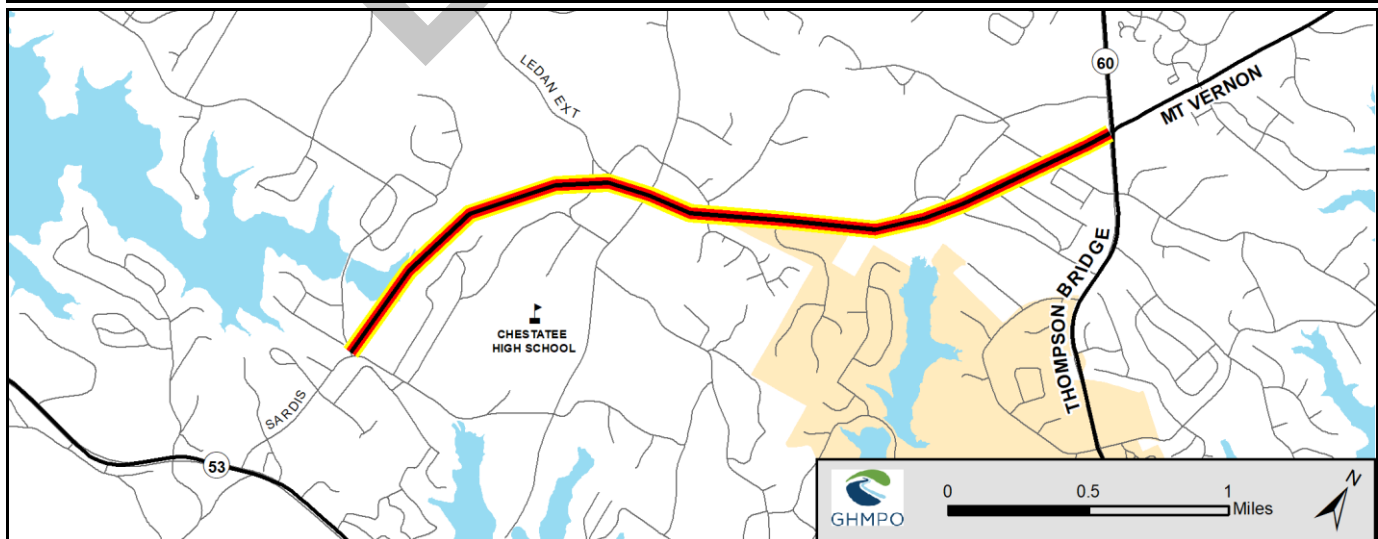 LEDAN EXT
60
MT VERNON
THOMPSON BRIDGE
CHESTATEE
HIGH SCHOOL
SARDIS
53
GHMPO
0 0.5 1
Miles
N